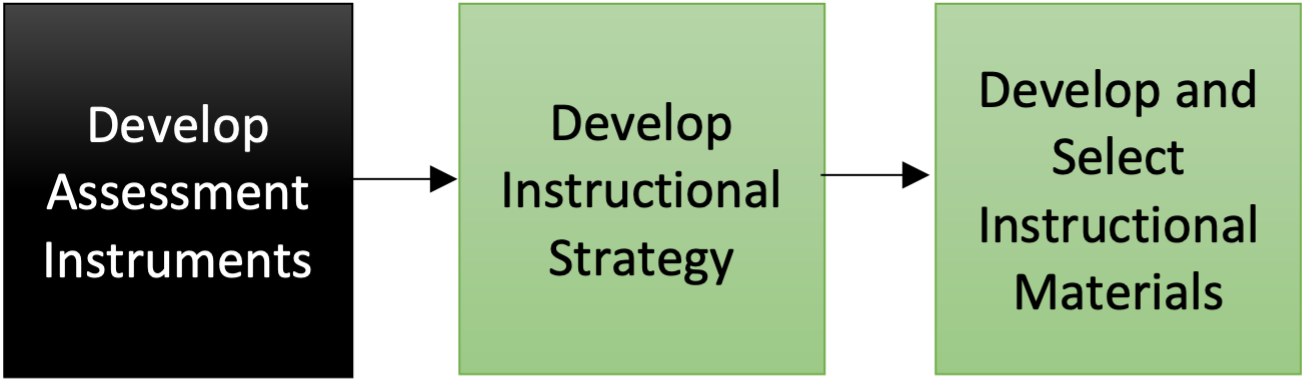 Develop
Assessment
Instruments
Develop
Instructional
Strategy
Develop and
Select
Instructional
Materials